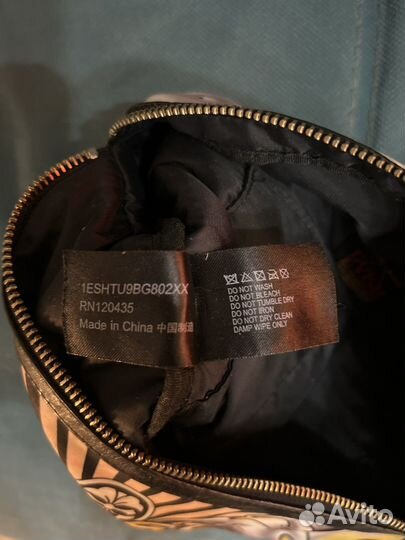 1ESHTU9BG802XX
RN120435
Made in China 中国制造
DO NOT WASH
DO NOT BLEACH
DO NOT TUMBLE DRY
DO NOT IRON
DO NOT DRY CLEAN
DAMP WIPE ONLY
Avito